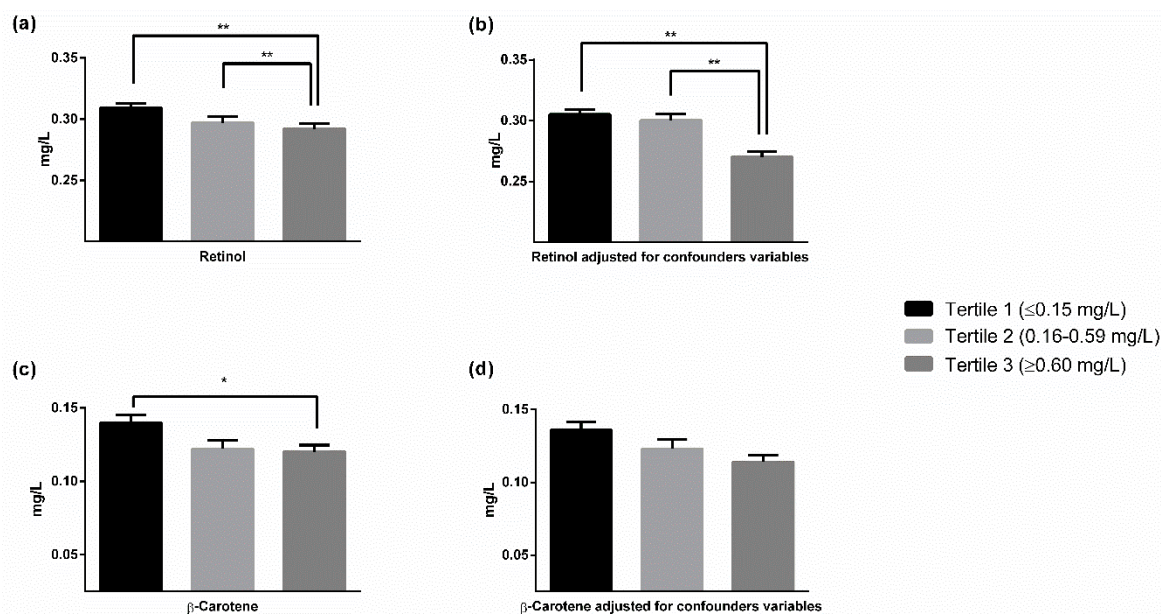 (a)
**
**
0.35
0.30
0.25
mg/L
Retinol
(b)
**
**
0.35
0.30
0.25
mg/L
Retinol adjusted for confounders variables
Tertile 1 (≤0.15 mg/L)
Tertile 2 (0.16-0.59 mg/L)
Tertile 3 (≥0.60 mg/L)
(c)
*
0.15
0.10
0.05
mg/L
β-Carotene
(d)
0.15
0.10
0.05
mg/L
β-Carotene adjusted for confounders variables